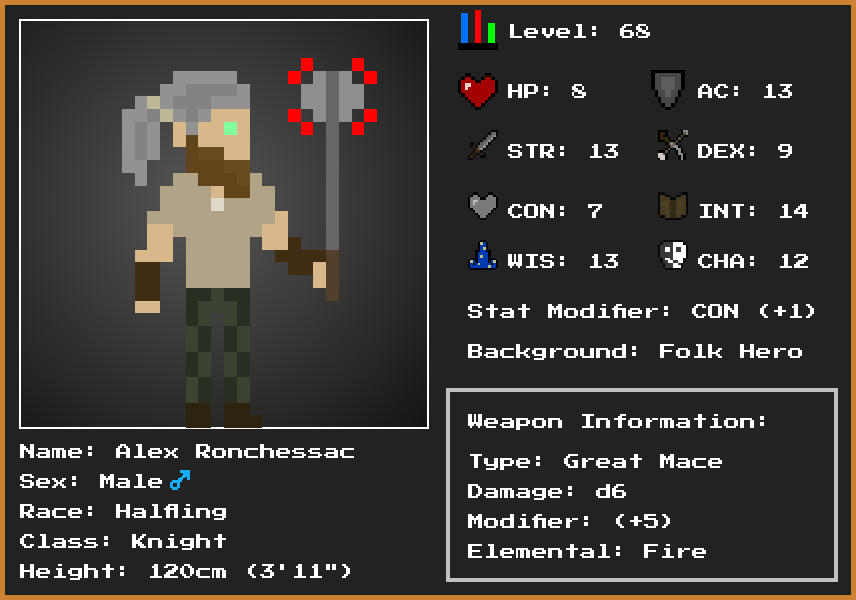 Level: 68
HP: 8
AC: 13
STR: 13
DEX: 9
CON: 7
INT: 14
WIS: 13
CHA: 12
Stat Modifier: CON (+1)
Background: Folk Hero
Weapon Information:
Type: Great Mace
Damage: d6
Modifier: (+5)
Elemental: Fire
Name: Alex Ronchessac
Sex: Male♂
Race: Halfling
Class: Knight
Height: 120cm (3'11")